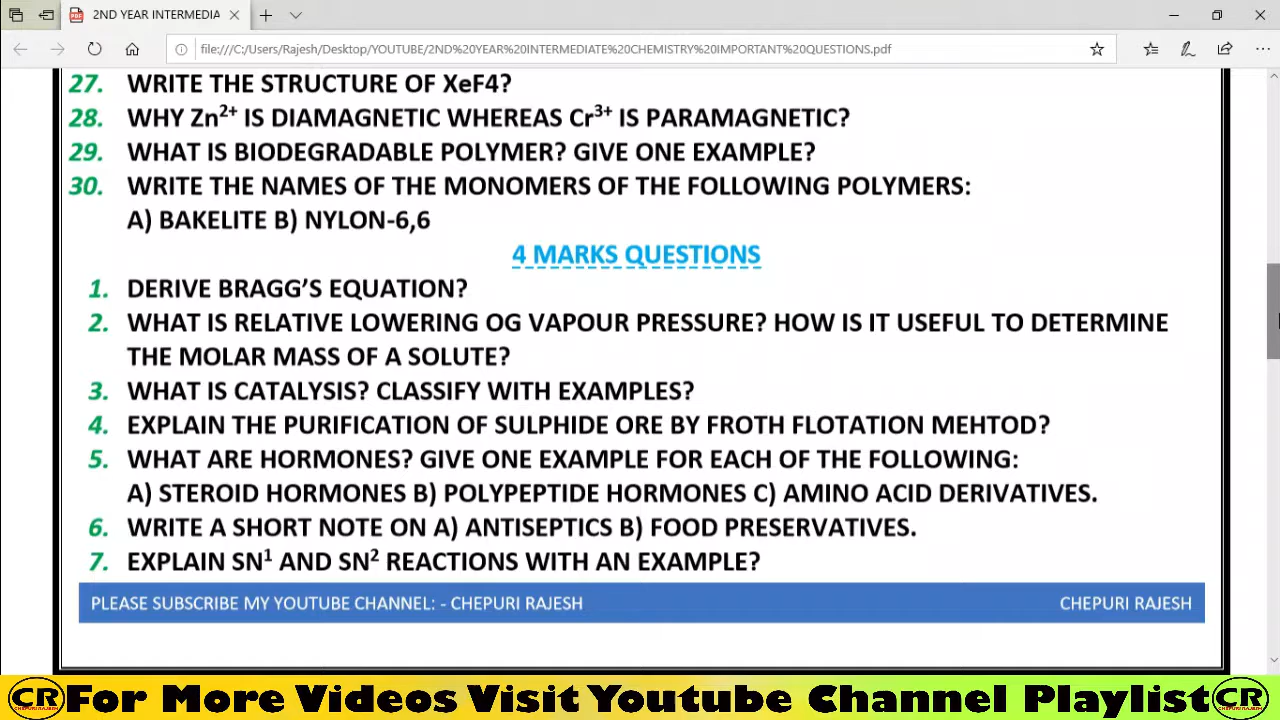 2ND YEAR INTERMEDIA
file:///C:/Users/Rajesh/Desktop/YOUTUBE/2ND%20YEAR%20INTERMEDIATE%20CHEMISTRY%20IMPORTANT%20QUESTIONS.pdf
27. WRITE THE STRUCTURE OF XeF4?
28. WHY Zn²⁺ IS DIAMAGNETIC WHEREAS Cr³⁺ IS PARAMAGNETIC?
29. WHAT IS BIODEGRADABLE POLYMER? GIVE ONE EXAMPLE?
30. WRITE THE NAMES OF THE MONOMERS OF THE FOLLOWING POLYMERS:
A) BAKELITE B) NYLON-6,6
4 MARKS QUESTIONS
1. DERIVE BRAGG'S EQUATION?
2. WHAT IS RELATIVE LOWERING OG VAPOUR PRESSURE? HOW IS IT USEFUL TO DETERMINE
THE MOLAR MASS OF A SOLUTE?
3. WHAT IS CATALYSIS? CLASSIFY WITH EXAMPLES?
4. EXPLAIN THE PURIFICATION OF SULPHIDE ORE BY FROTH FLOTATION MEHTOD?
5. WHAT ARE HORMONES? GIVE ONE EXAMPLE FOR EACH OF THE FOLLOWING:
A) STEROID HORMONES B) POLYPEPTIDE HORMONES C) AMINO ACID DERIVATIVES.
6. WRITE A SHORT NOTE ON A) ANTISEPTICS B) FOOD PRESERVATIVES.
7. EXPLAIN SN¹ AND SN² REACTIONS WITH AN EXAMPLE?
PLEASE SUBSCRIBE MY YOUTUBE CHANNEL: - CHEPURI RAJESH CHEPURI RAJESH
CR CHEPURI RAJESH For More Videos Visit Youtube Channel Playlist CR CHEPURI RAJESH